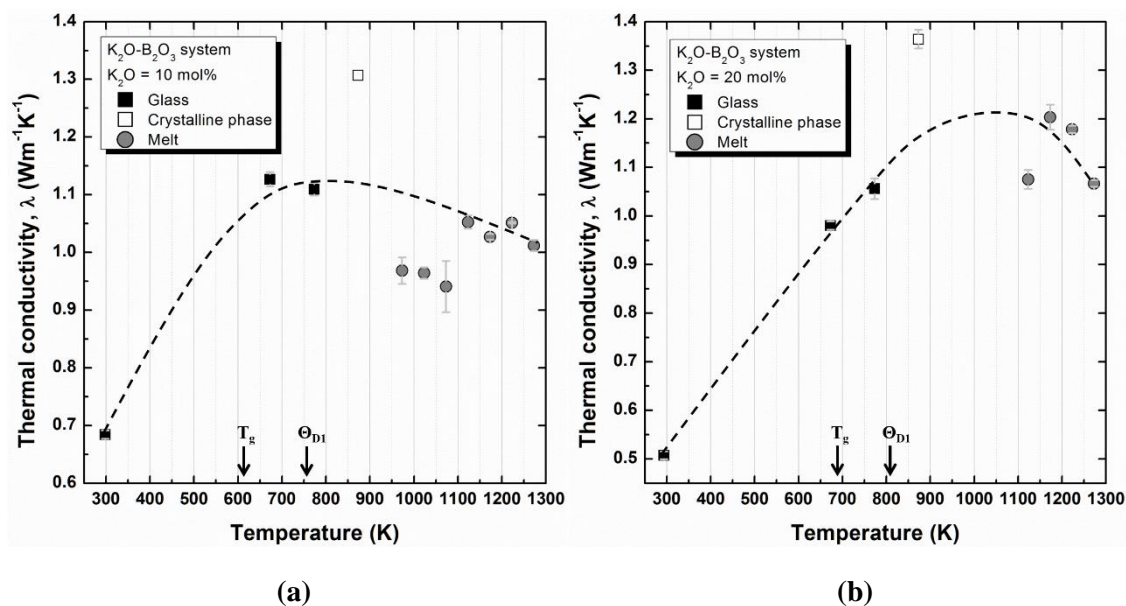 (a)
K₂O-B₂O₃ system
K₂O = 10 mol%
Glass
Crystalline phase
Melt
Thermal conductivity, λ (Wm⁻¹K⁻¹)
1.4
1.3
1.2
1.1
1.0
0.9
0.8
0.7
0.6
T_g
Θ_D1
300 400 500 600 700 800 900 1000 1100 1200 1300
Temperature (K)
(a)
K₂O-B₂O₃ system
K₂O = 20 mol%
Glass
Crystalline phase
Melt
Thermal conductivity, λ (Wm⁻¹K⁻¹)
1.4
1.3
1.2
1.1
1.0
0.9
0.8
0.7
0.6
0.5
T_g
Θ_D1
300 400 500 600 700 800 900 1000 1100 1200 1300
Temperature (K)
(b)